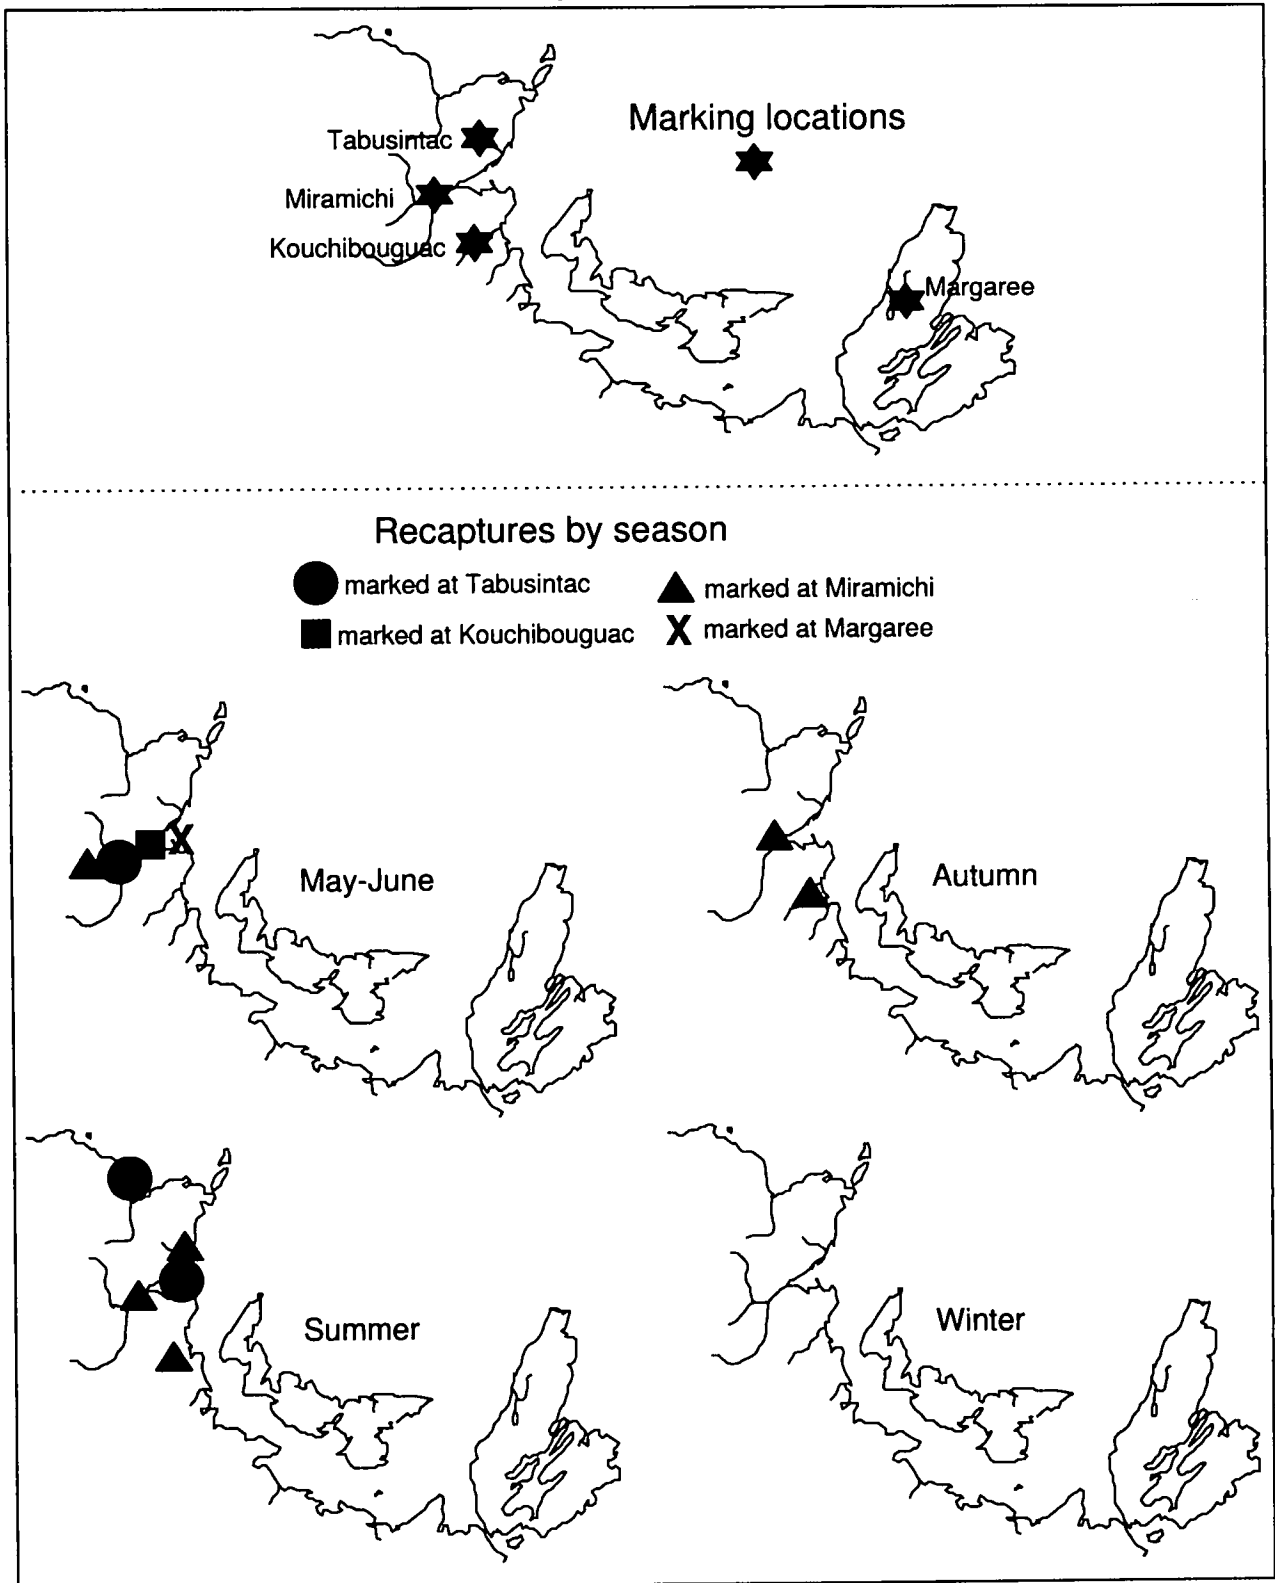 Marking locations
Tabusintac
Miramichi
Kouchibouguac
Margaree
Recaptures by season
marked at Tabusintac
marked at Miramichi
marked at Kouchibouguac
X marked at Margaree
X
May-June
Autumn
Summer
Winter